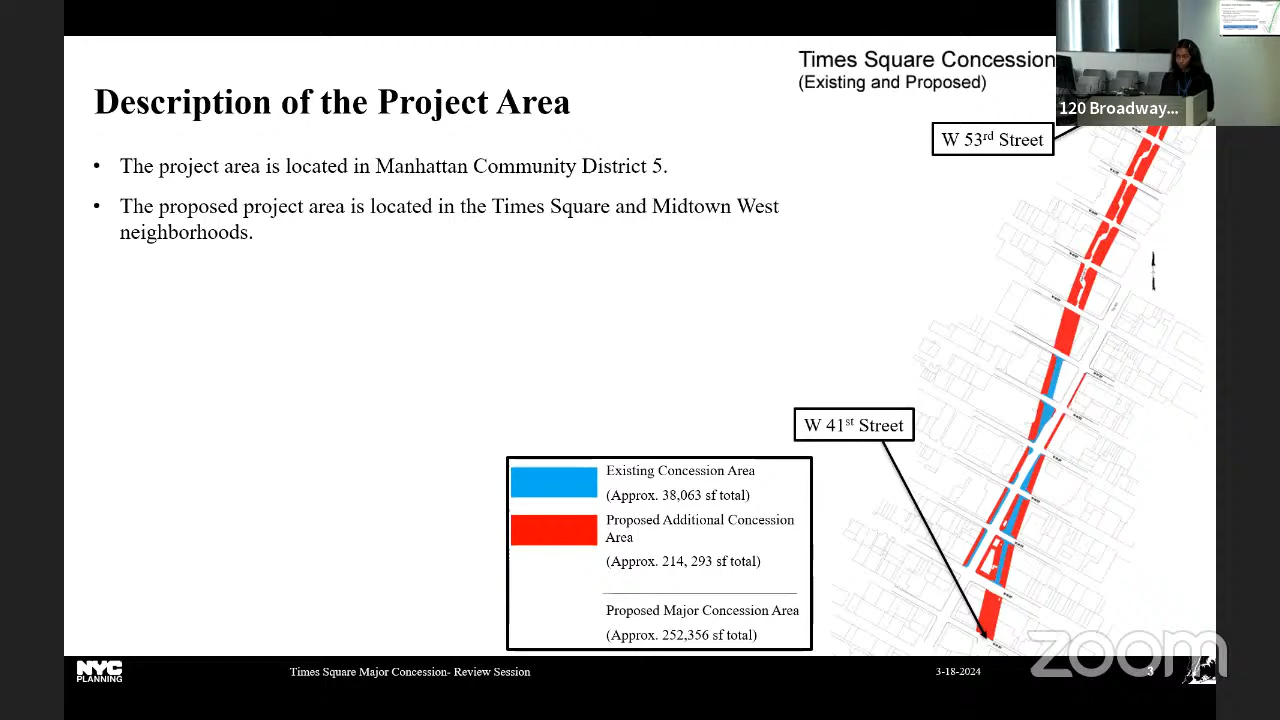 Times Square Concession
(Existing and Proposed)
120 Broadway...
Description of the Project Area
W 53rd Street
• The project area is located in Manhattan Community District 5.
• The proposed project area is located in the Times Square and Midtown West
neighborhoods.
W 41st Street
Existing Concession Area
(Approx. 38,063 sf total)
Proposed Additional Concession
Area
(Approx. 214, 293 sf total)
Proposed Major Concession Area
(Approx. 252,356 sf total)
zoom
NYC
PLANNING
Times Square Major Concession- Review Session
3-18-2024
3